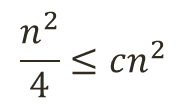 n²/4 ≤ cn²